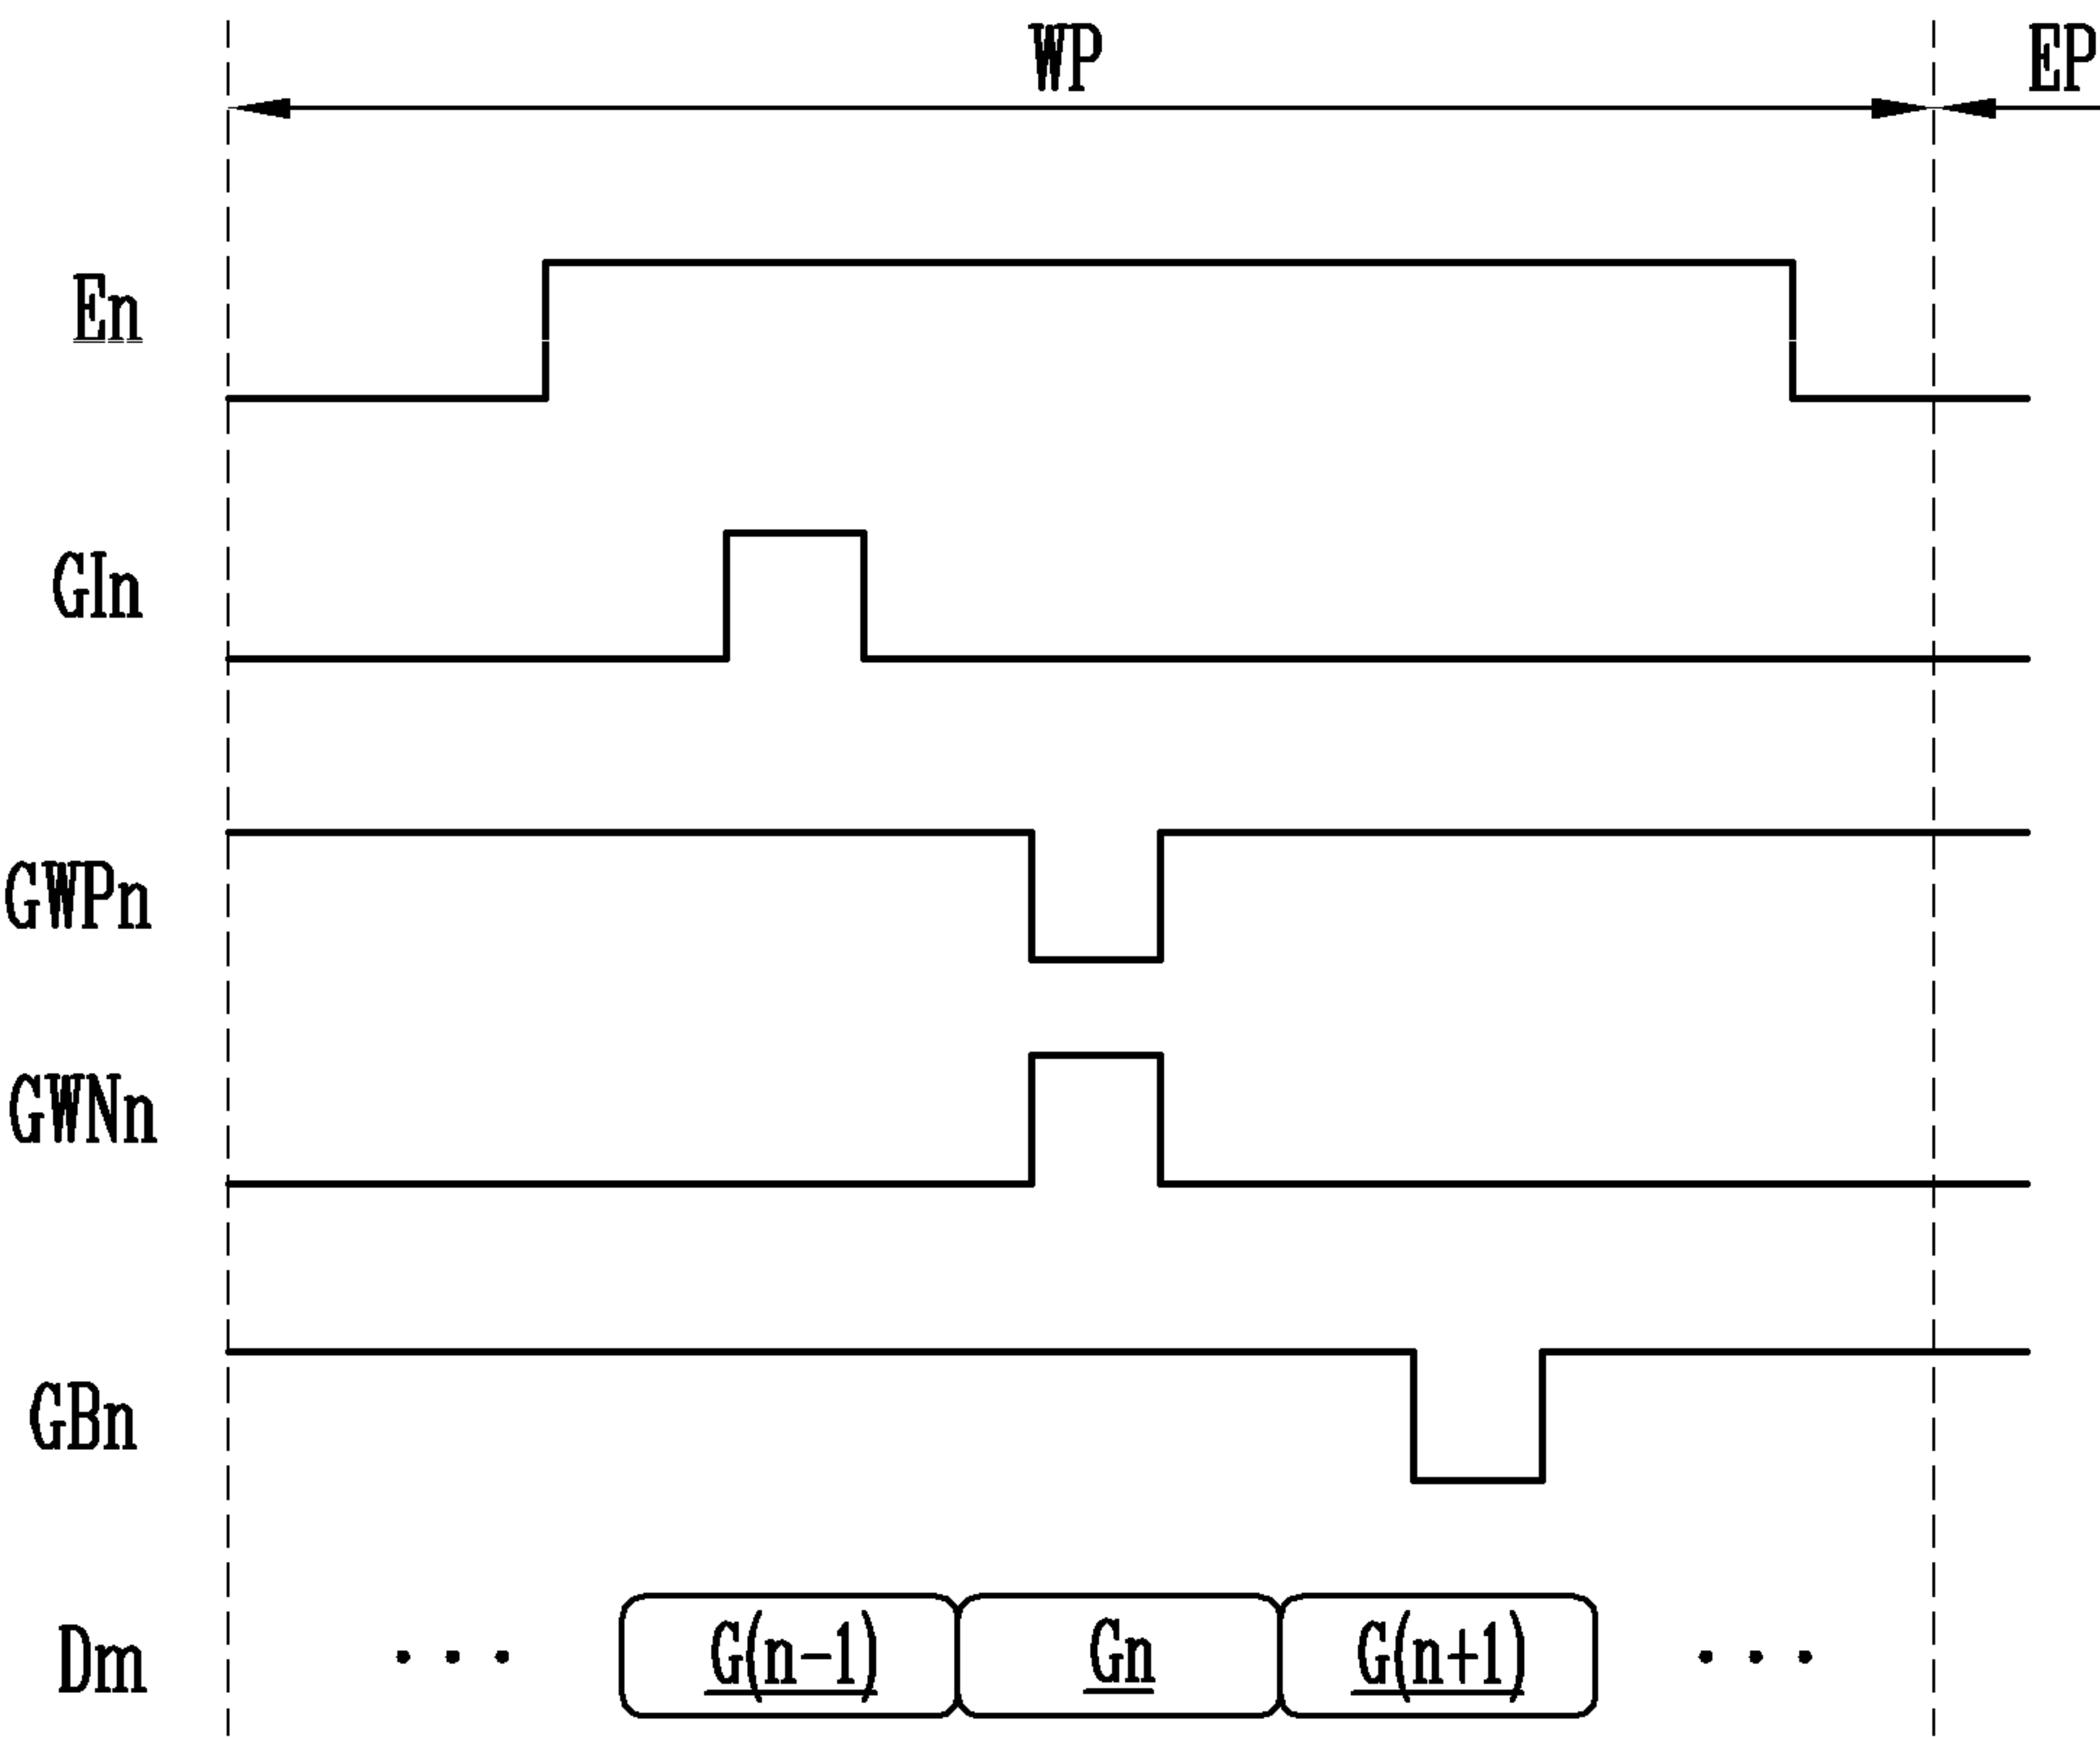 WP EP
En
GIn
GWPn
GWNn
GBn
Dm ... G(n-1) Gn G(n+1) ...